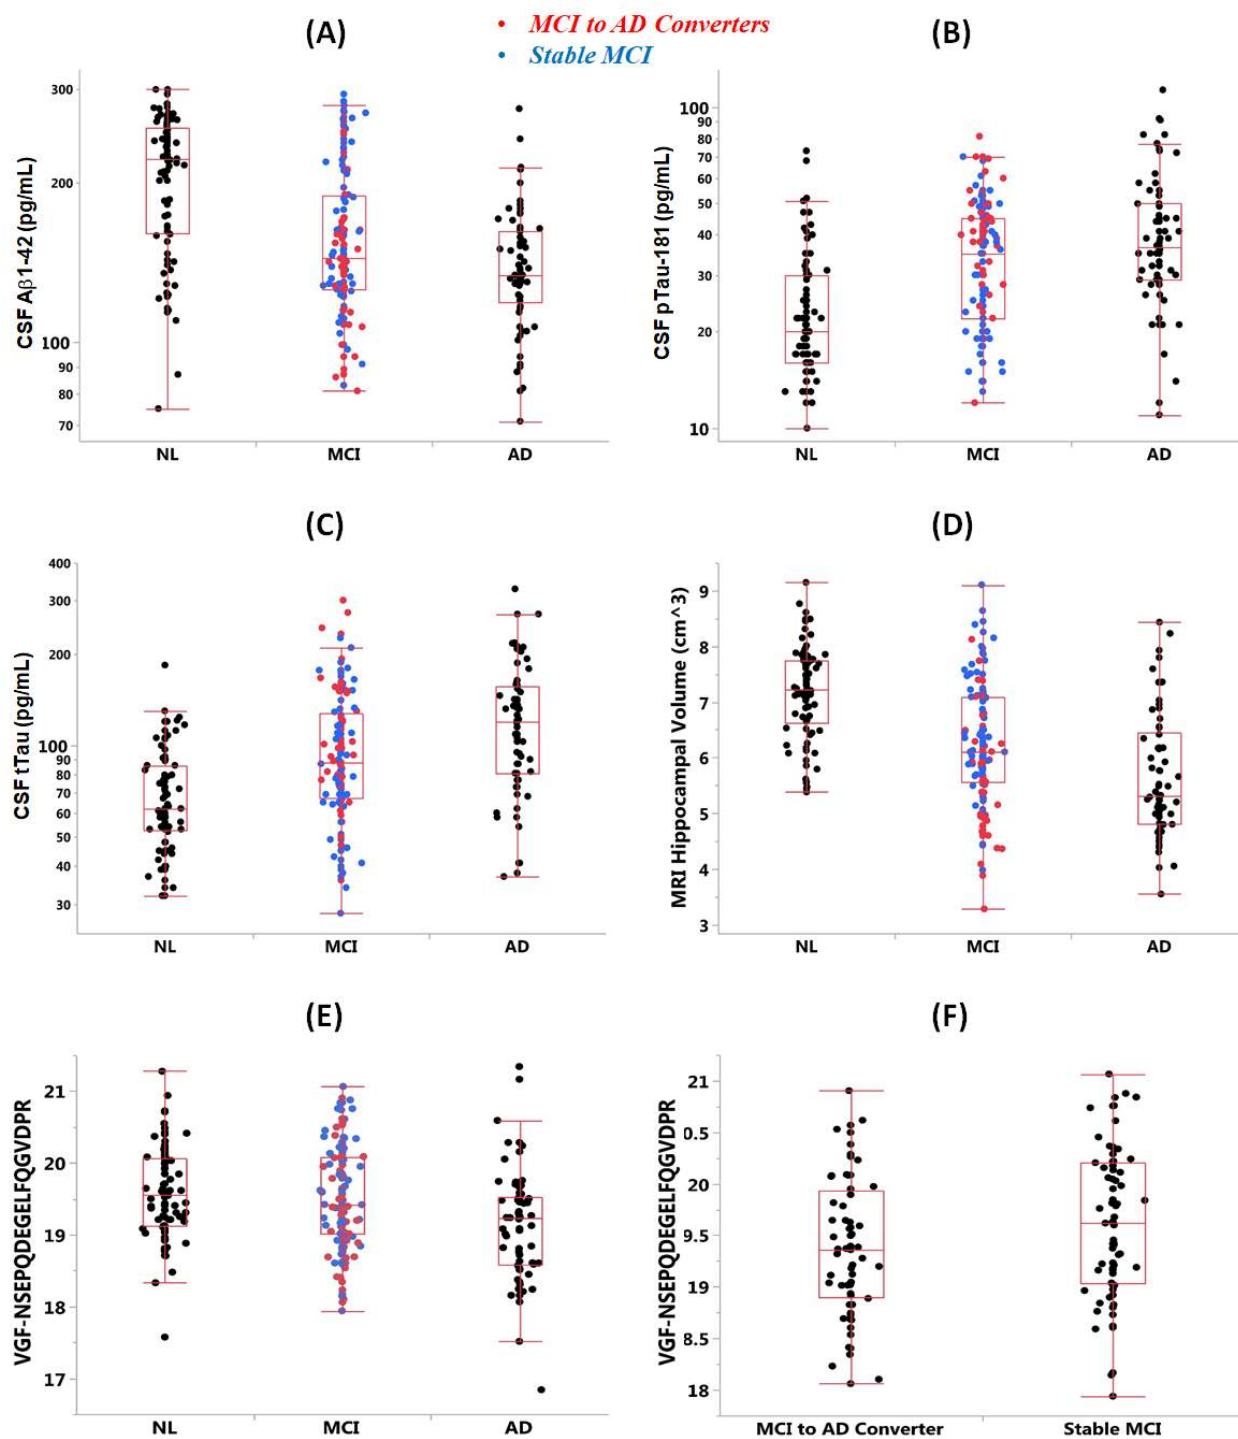 (A)
• MCI to AD Converters
• Stable MCI
(B)
CSF Aβ1-42 (pg/mL)
300
200
100
90
80
70
NL MCI AD
CSF pTau-181 (pg/mL)
100
90
80
70
60
50
40
30
20
10
NL MCI AD
(C)
(D)
CSF tTau (pg/mL)
400
300
200
100
90
80
70
60
50
40
30
NL MCI AD
MRI Hippocampal Volume (cm^3)
9
8
7
6
5
4
3
NL MCI AD
(E)
(F)
VGF-NSEPQDEGELFQGVDPR
21
20
19
18
17
NL MCI AD
VGF-NSEPQDEGELFQGVDPR
21
0.5
20
9.5
19
8.5
18
MCI to AD Converter Stable MCI